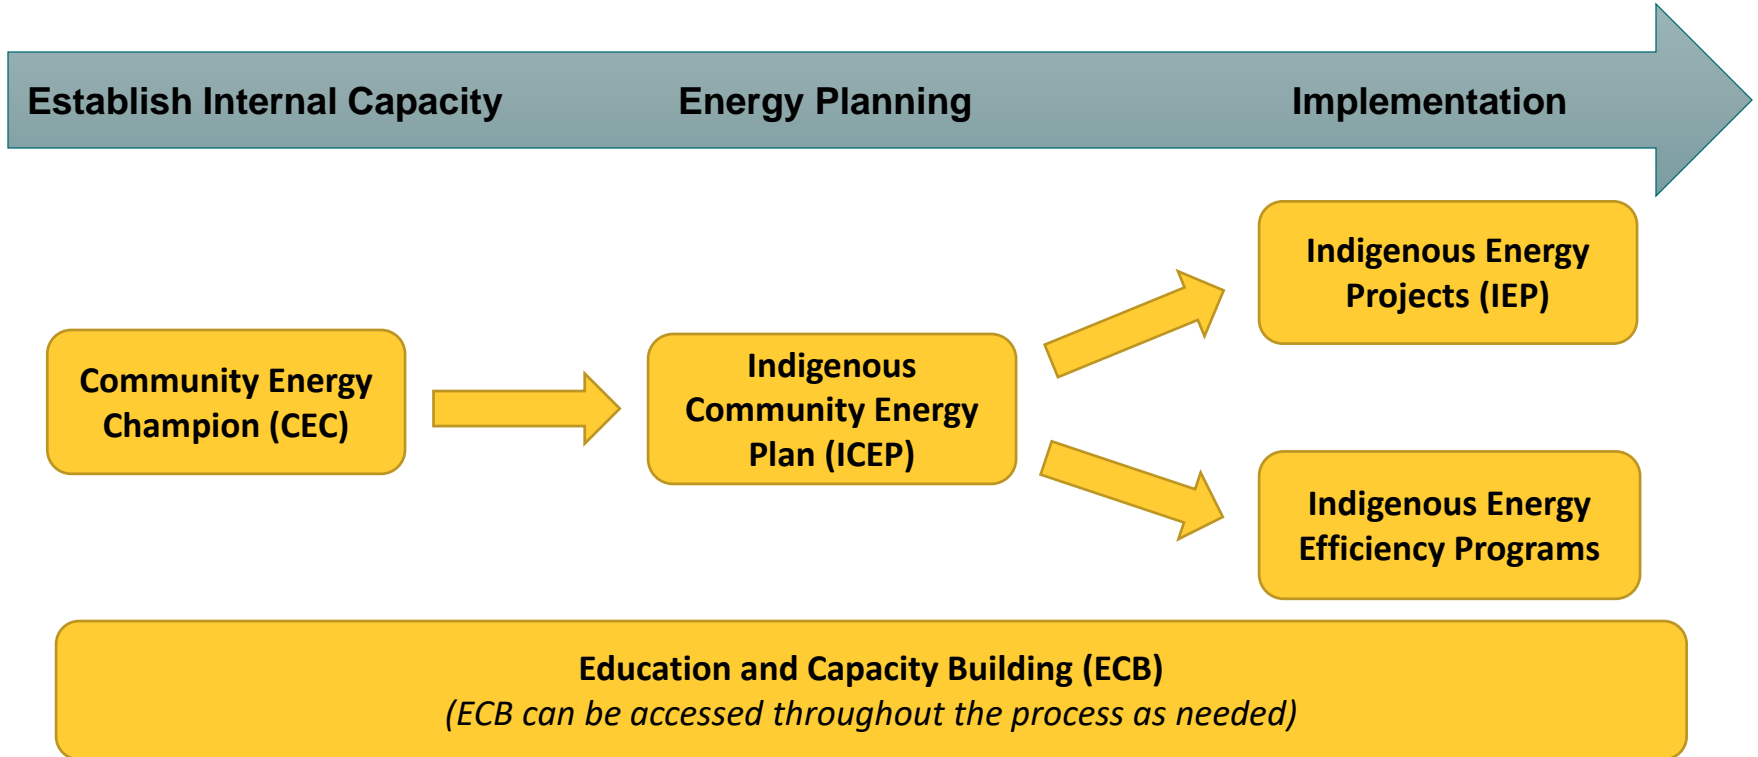 Establish Internal Capacity
Energy Planning
Implementation
Community Energy
Champion (CEC)
Indigenous
Community Energy
Plan (ICEP)
Indigenous Energy
Projects (IEP)
Indigenous Energy
Efficiency Programs
Education and Capacity Building (ECB)
(ECB can be accessed throughout the process as needed)